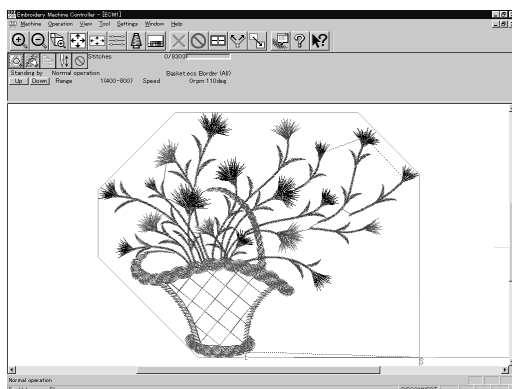 Embroidery Machine Controller - [ECM1]
Machine Operation View Tool Settings Window Help
Stitches 0/8303
Standing by Normal operation Basket.ecs Border (All)
Up Down Range 1(400-800) Speed 0rpm 110deg
Normal operation